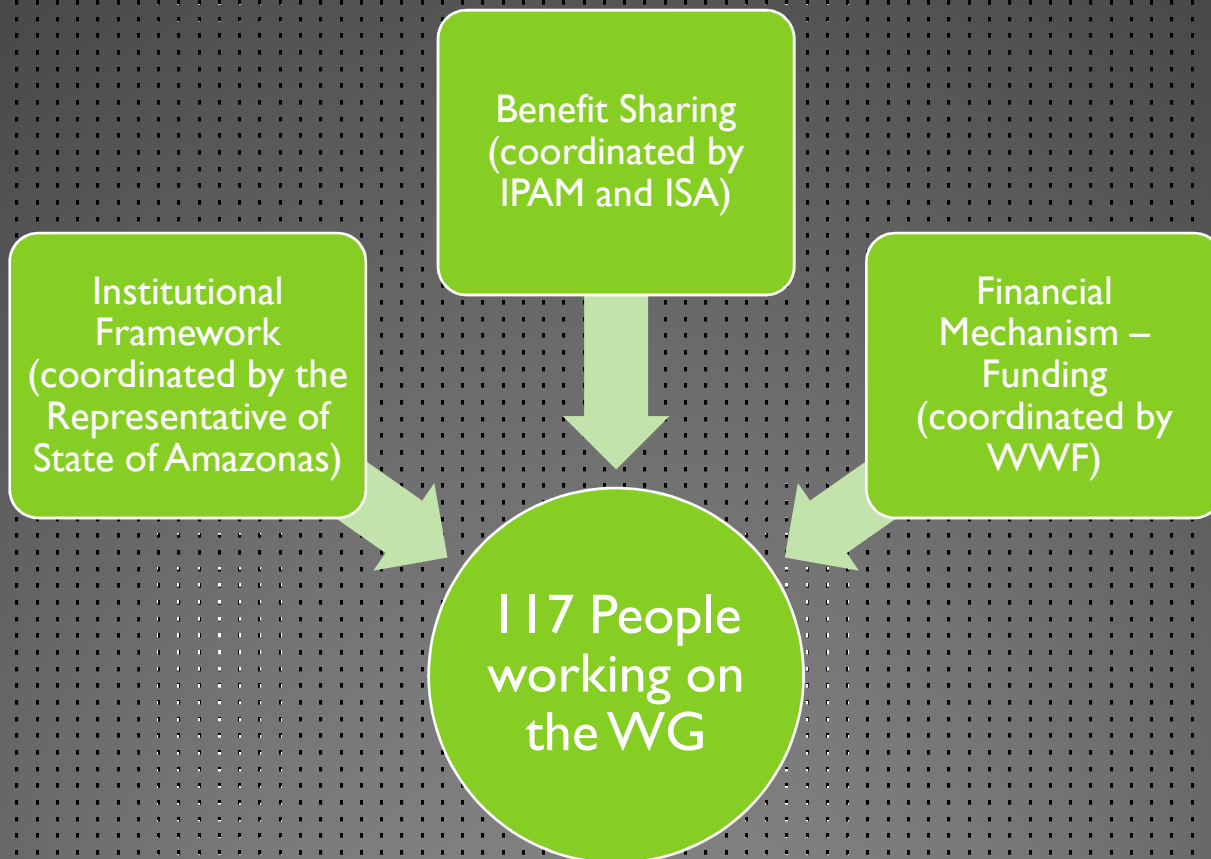 Benefit Sharing
(coordinated by
IPAM and ISA)
Institutional
Framework
(coordinated by the
Representative of
State of Amazonas)
Financial
Mechanism –
Funding
(coordinated by
WWF)
117 People
working on
the WG